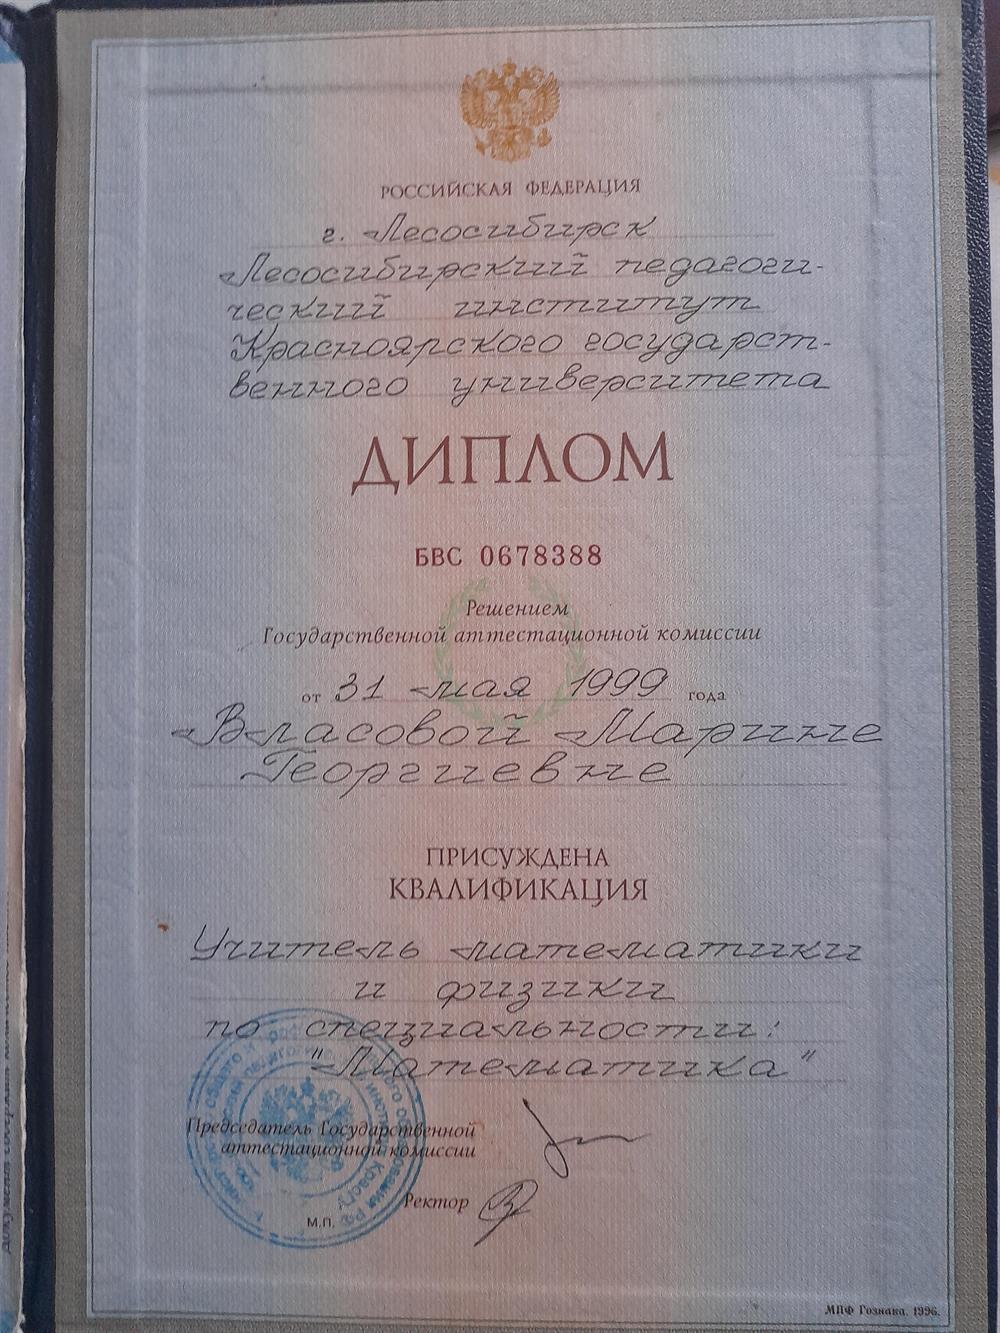 РОССИЙСКАЯ ФЕДЕРАЦИЯ
г. Лесосибирск
Лесосибирский педагоги-
ческий институт
Красноярского государст-
венного университета
ДИПЛОМ
БВС 0678388
Решением
Государственной аттестационной комиссии
от 31 мая 1999 года
Власовой Марине
Георгиевне
ПРИСУЖДЕНА
КВАЛИФИКАЦИЯ
Учитель математики
и физики
по специальности:
"Математика"
Председатель Государственной
аттестационной комиссии
Ректор
М.П.
МПФ Гознака. 1996.